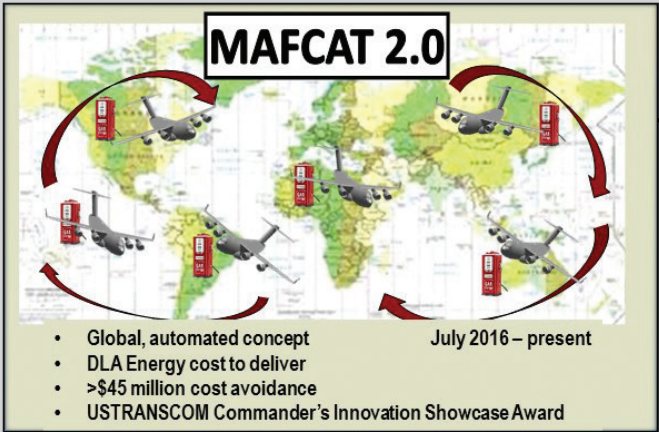 MAFCAT 2.0
• Global, automated concept July 2016 – present
• DLA Energy cost to deliver
• >$45 million cost avoidance
• USTRANSCOM Commander's Innovation Showcase Award